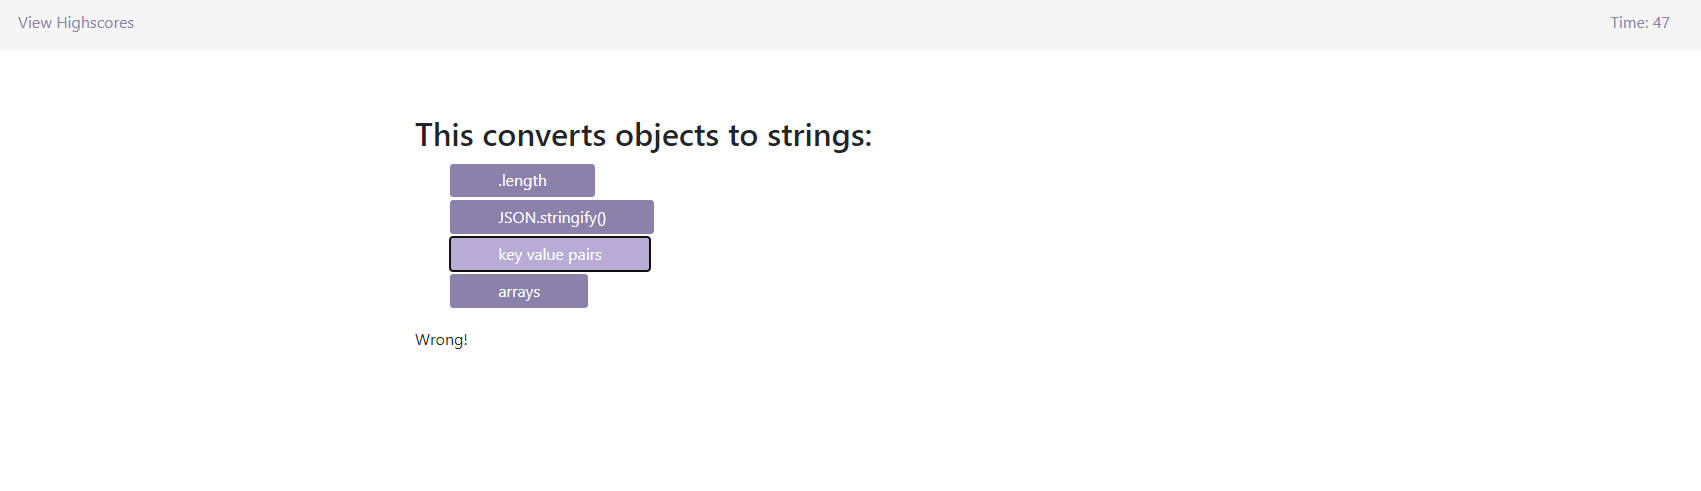 View Highscores
Time: 47
This converts objects to strings:
.length
JSON.stringify()
key value pairs
arrays
Wrong!